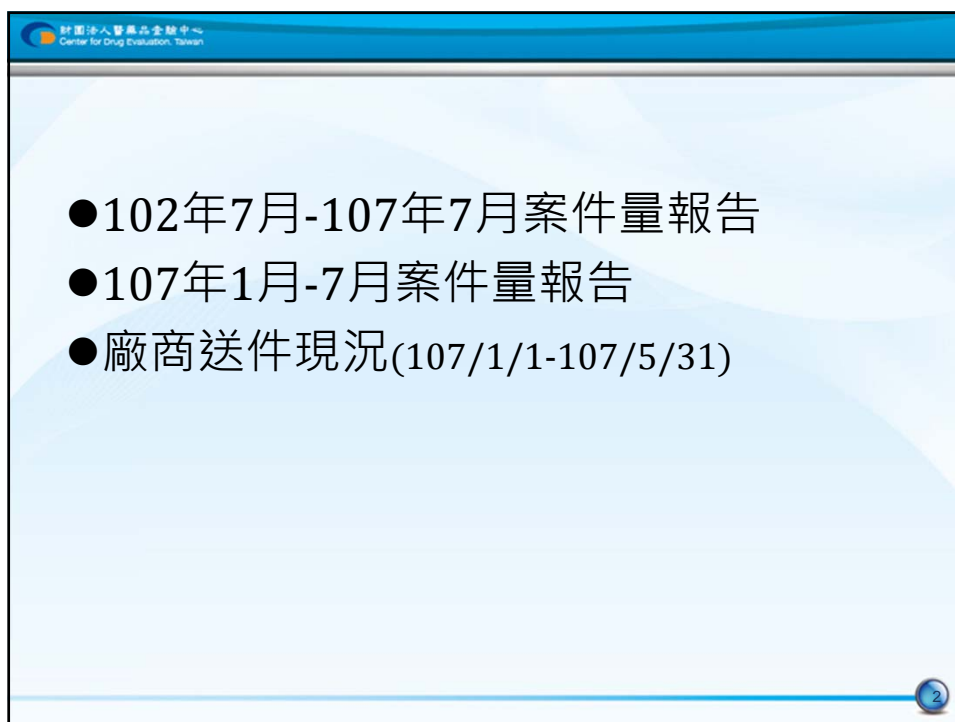 財團法人醫藥品查驗中心
Center for Drug Evaluation, Taiwan
●102年7月-107年7月案件量報告
●107年1月-7月案件量報告
●廠商送件現況(107/1/1-107/5/31)
2